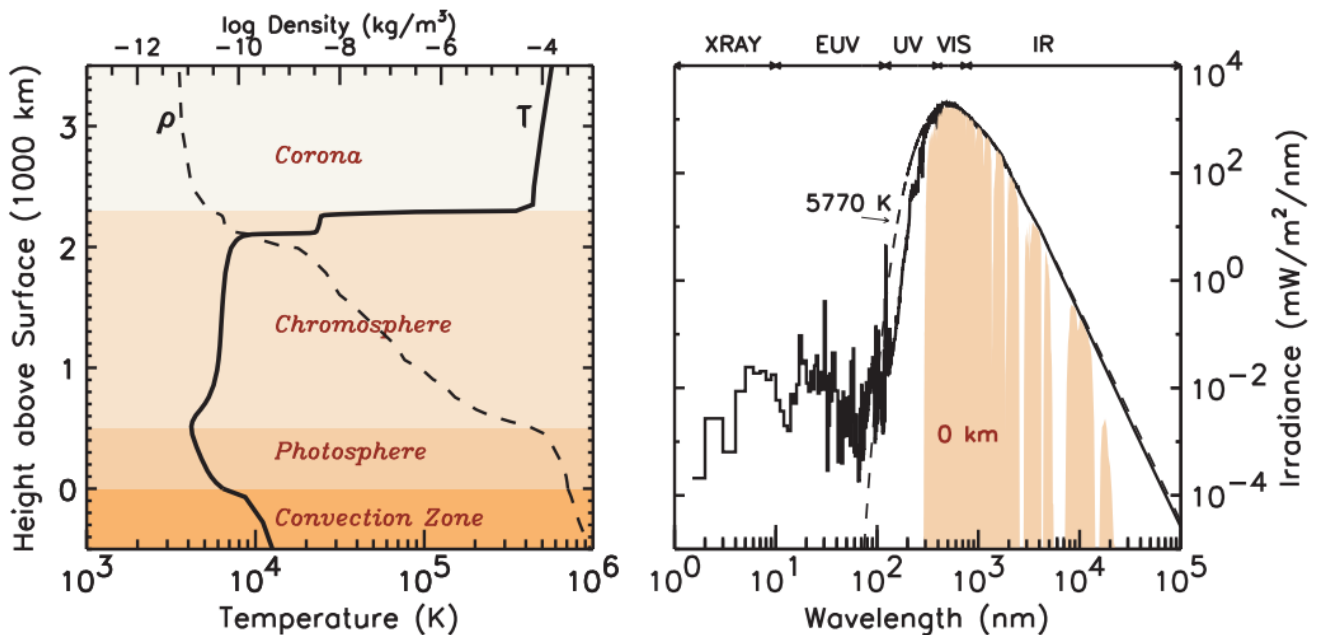 log Density (kg/m³)
−12 −10 −8 −6 −4
ρ
T
Corona
Chromosphere
Photosphere
Convection Zone
3
2
1
0
Height above Surface (1000 km)
10³ 10⁴ 10⁵ 10⁶
Temperature (K)
XRAY EUV UV VIS IR
5770 K
0 km
10⁴
10²
10⁰
10⁻²
10⁻⁴
Irradiance (mW/m²/nm)
10⁰ 10¹ 10² 10³ 10⁴ 10⁵
Wavelength (nm)